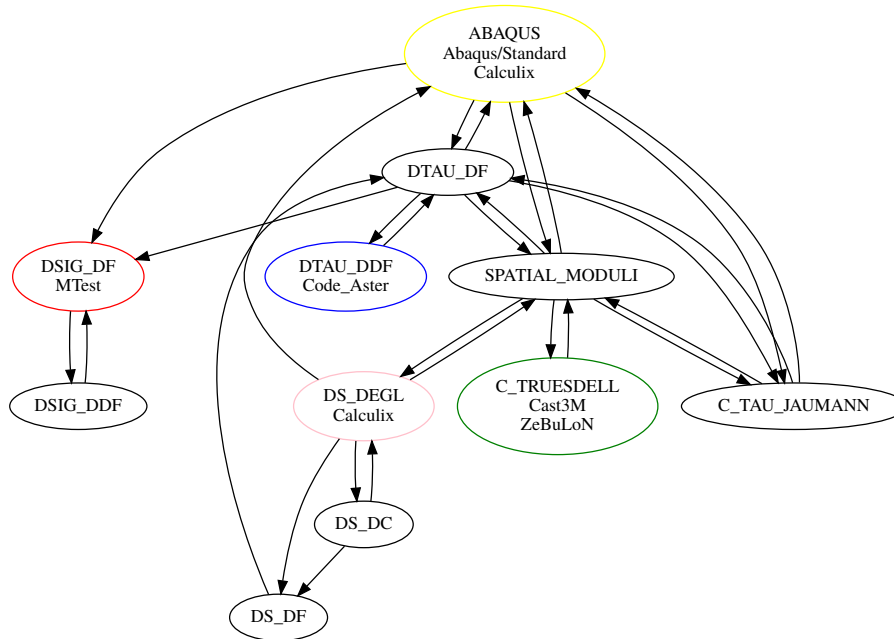 ABAQUS
Abaqus/Standard
Calculix
DTAU_DF
DSIG_DF
MTest
DTAU_DDF
Code_Aster
SPATIAL_MODULI
DSIG_DDF
DS_DEGL
Calculix
C_TRUESDELL
Cast3M
ZeBuLoN
C_TAU_JAUMANN
DS_DC
DS_DF